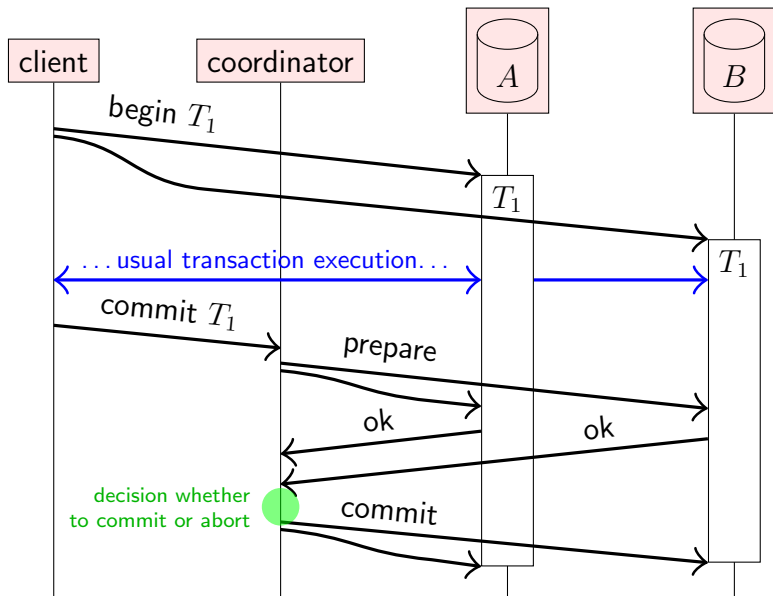 client
coordinator
A
B
begin T₁
T₁
T₁
...usual transaction execution...
commit T₁
prepare
ok
ok
decision whether
to commit or abort
commit